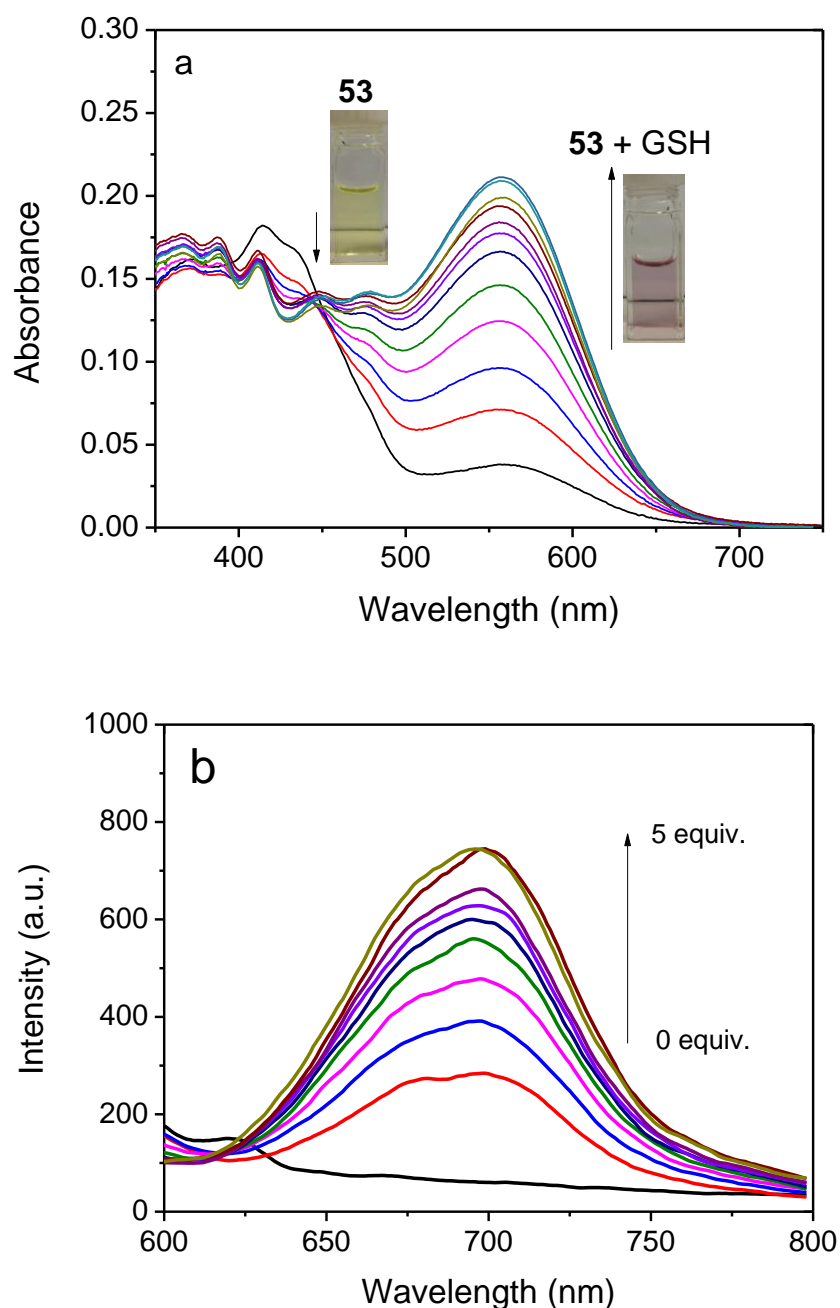 0.30
a
53
0.25
53 + GSH
0.20
0.15
0.10
0.05
0.00
Absorbance
400 500 600 700
Wavelength (nm)
1000
b
800
5 equiv.
600
400
0 equiv.
200
0
Intensity (a.u.)
600 650 700 750 800
Wavelength (nm)